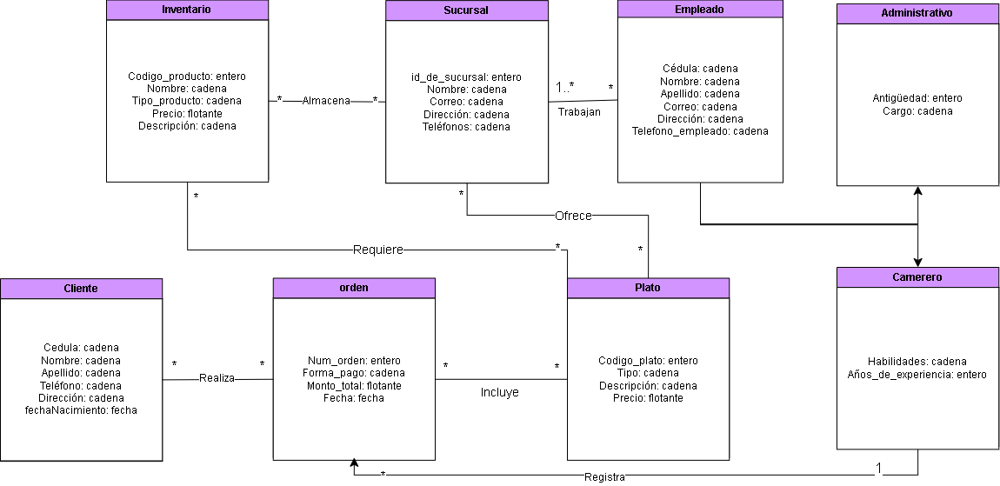 Inventario
Codigo_producto: entero
Nombre: cadena
Tipo_producto: cadena
Precio: flotante
Descripción: cadena
*
Almacena
*
Sucursal
id_de_sucursal: entero
Nombre: cadena
Correo: cadena
Dirección: cadena
Teléfonos: cadena
1..*
*
Trabajan
Empleado
Cédula: cadena
Nombre: cadena
Apellido: cadena
Correo: cadena
Dirección: cadena
Telefono_empleado: cadena
Administrativo
Antigüedad: entero
Cargo: cadena
*
*
Ofrece
*
Requiere
*
Cliente
Cedula: cadena
Nombre: cadena
Apellido: cadena
Teléfono: cadena
Dirección: cadena
fechaNacimiento: fecha
*
*
Realiza
orden
Num_orden: entero
Forma_pago: cadena
Monto_total: flotante
Fecha: fecha
*
*
Incluye
Plato
Codigo_plato: entero
Tipo: cadena
Descripción: cadena
Precio: flotante
Camerero
Habilidades: cadena
Años_de_experiencia: entero
*
Registra
1